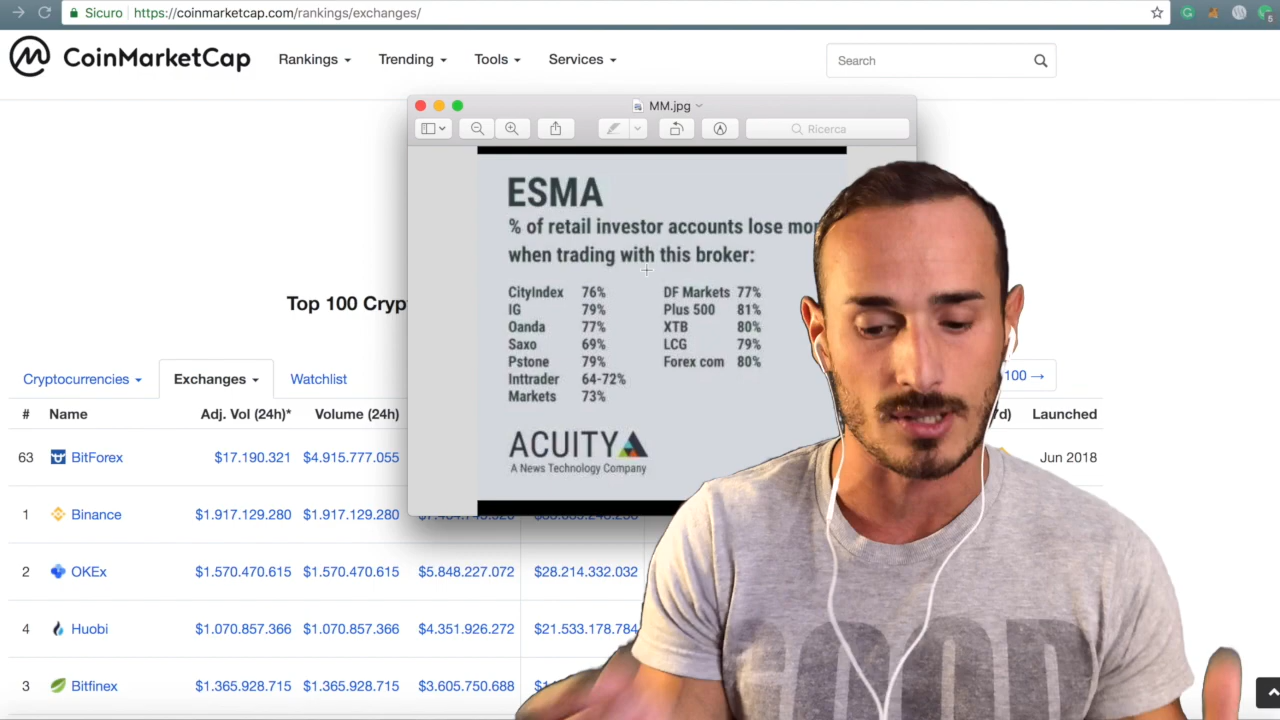 Sicuro https://coinmarketcap.com/rankings/exchanges/
CoinMarketCap Rankings Trending Tools Services Search
MM.jpg
Ricerca
ESMA
% of retail investor accounts lose
when trading with this broker:
CityIndex 76% DF Markets 77%
IG 79% Plus 500 81%
Oanda 77% XTB 80%
Saxo 69% LCG 79%
Pstone 79% Forex com 80%
Inttrader 64-72%
Markets 73%
ACUITY
A News Technology Company
Top 100
Cryptocurrencies Exchanges Watchlist 100 →
# Name Adj. Vol (24h)* Volume (24h) Launched
63 BitForex $17.190.321 $4.915.777.055 Jun 2018
1 Binance $1.917.129.280 $1.917.129.280
2 OKEx $1.570.470.615 $1.570.470.615 $5.848.227.072 $28.214.332.032
4 Huobi $1.070.857.366 $1.070.857.366 $4.351.926.272 $21.533.178.784
3 Bitfinex $1.365.928.715 $1.365.928.715 $3.605.750.688